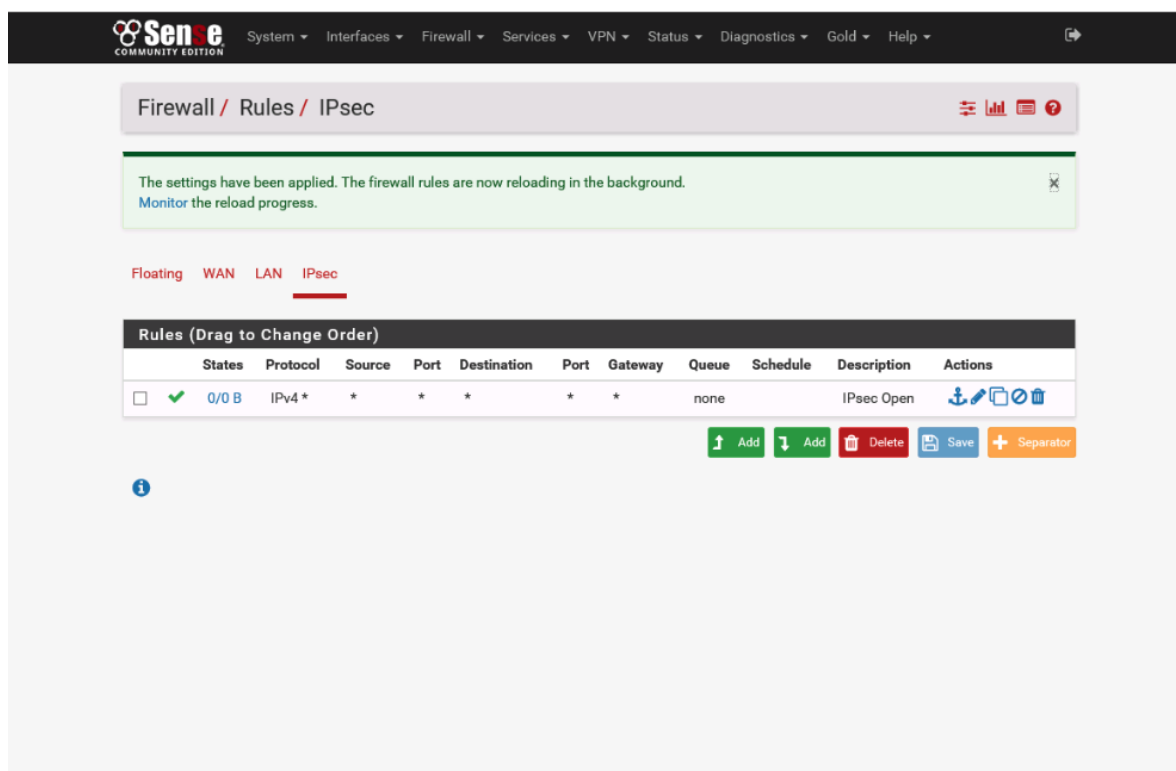 Sense
COMMUNITY EDITION
System Interfaces Firewall Services VPN Status Diagnostics Gold Help
Firewall / Rules / IPsec
The settings have been applied. The firewall rules are now reloading in the background.
Monitor the reload progress.
Floating WAN LAN IPsec
Rules (Drag to Change Order)
States Protocol Source Port Destination Port Gateway Queue Schedule Description Actions
0/0 B IPv4 * * * * * * none IPsec Open
Add Add Delete Save Separator